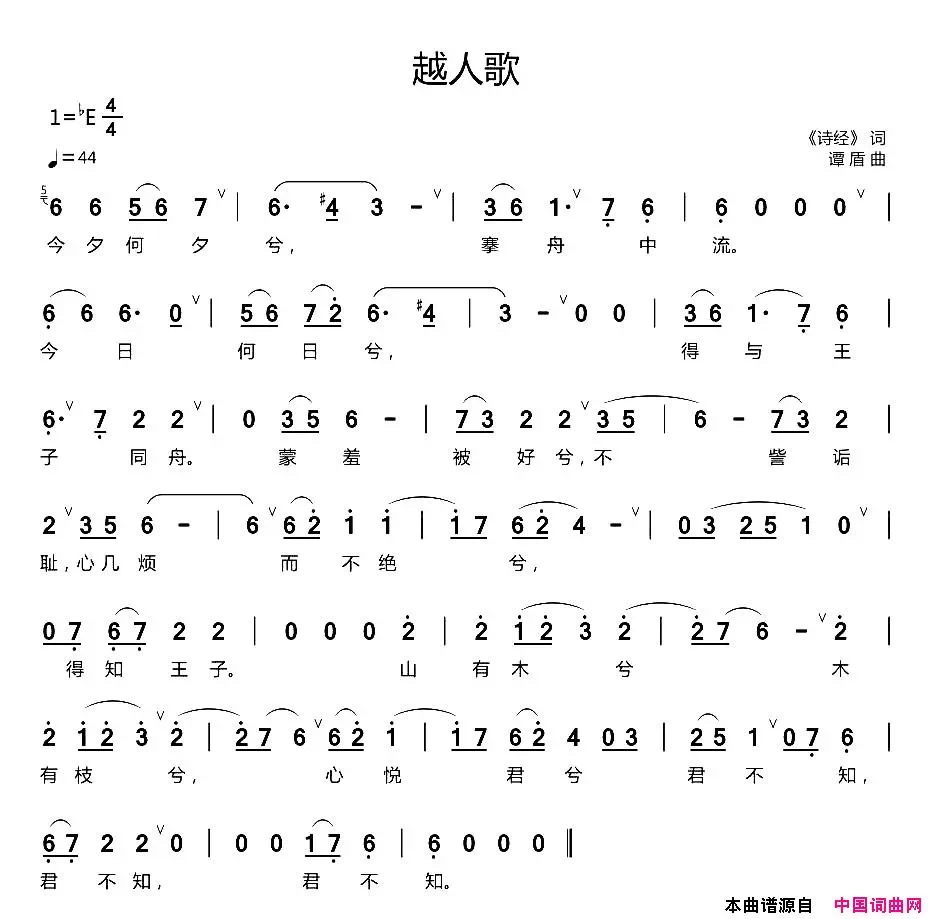 越人歌
1=♭E 4/4
《诗经》 词
♩=44
谭 盾 曲
5 6 6 5 6 7 ∨ | 6· #4 3 - ∨ | 3 6 1· ∨ 7 6 | 6 0 0 0 ∨ |
今 夕 何 夕 兮, 搴 舟 中 流。
6 6 6· 0 ∨ | 5 6 7 2 6· #4 | 3 - ∨ 0 0 | 3 6 1· 7 6 |
今 日 何 日 兮, 得 与 王
6· ∨ 7 2 2 ∨ | 0 3 5 6 - | 7 3 2 2 ∨ 3 5 | 6 - 7 3 2 |
子 同 舟。 蒙 羞 被 好 兮, 不 訾 诟
2 ∨ 3 5 6 - | 6 ∨ 6 2 1 1 | 1 7 6 2 4 - ∨ | 0 3 2 5 1 0 ∨ |
耻, 心 几 烦 而 不 绝 兮,
0 7 6 7 2 2 | 0 0 0 2 | 2 1 2 3 2 | 2 7 6 - ∨ 2 |
得 知 王 子。 山 有 木 兮 木
2 1 2 3 ∨ 2 | 2 7 6 ∨ 6 2 1 | 1 7 6 2 4 0 3 | 2 5 1 ∨ 0 7 6 |
有 枝 兮, 心 悦 君 兮 君 不 知,
6 7 2 2 ∨ 0 | 0 0 1 7 6 | 6 0 0 0 ‖
君 不 知, 君 不 知。
本曲谱源自 中国词曲网